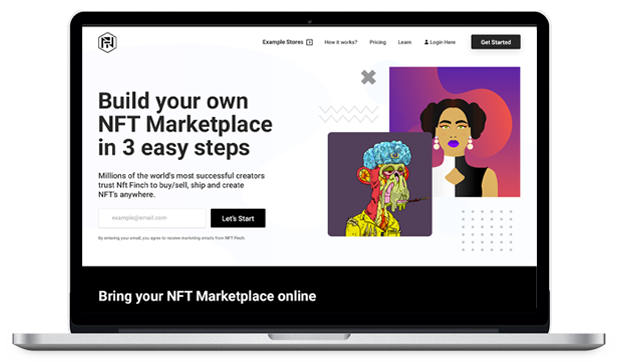 Example Stores How it works? Pricing Learn Login Here Get Started
Build your own
NFT Marketplace
in 3 easy steps
Millions of the world's most successful creators
trust Nft Finch to buy/sell, ship and create
NFT's anywhere.
example@email.com Let's Start
By entering your email, you agree to receive marketing emails from NFT Finch.
Bring your NFT Marketplace online